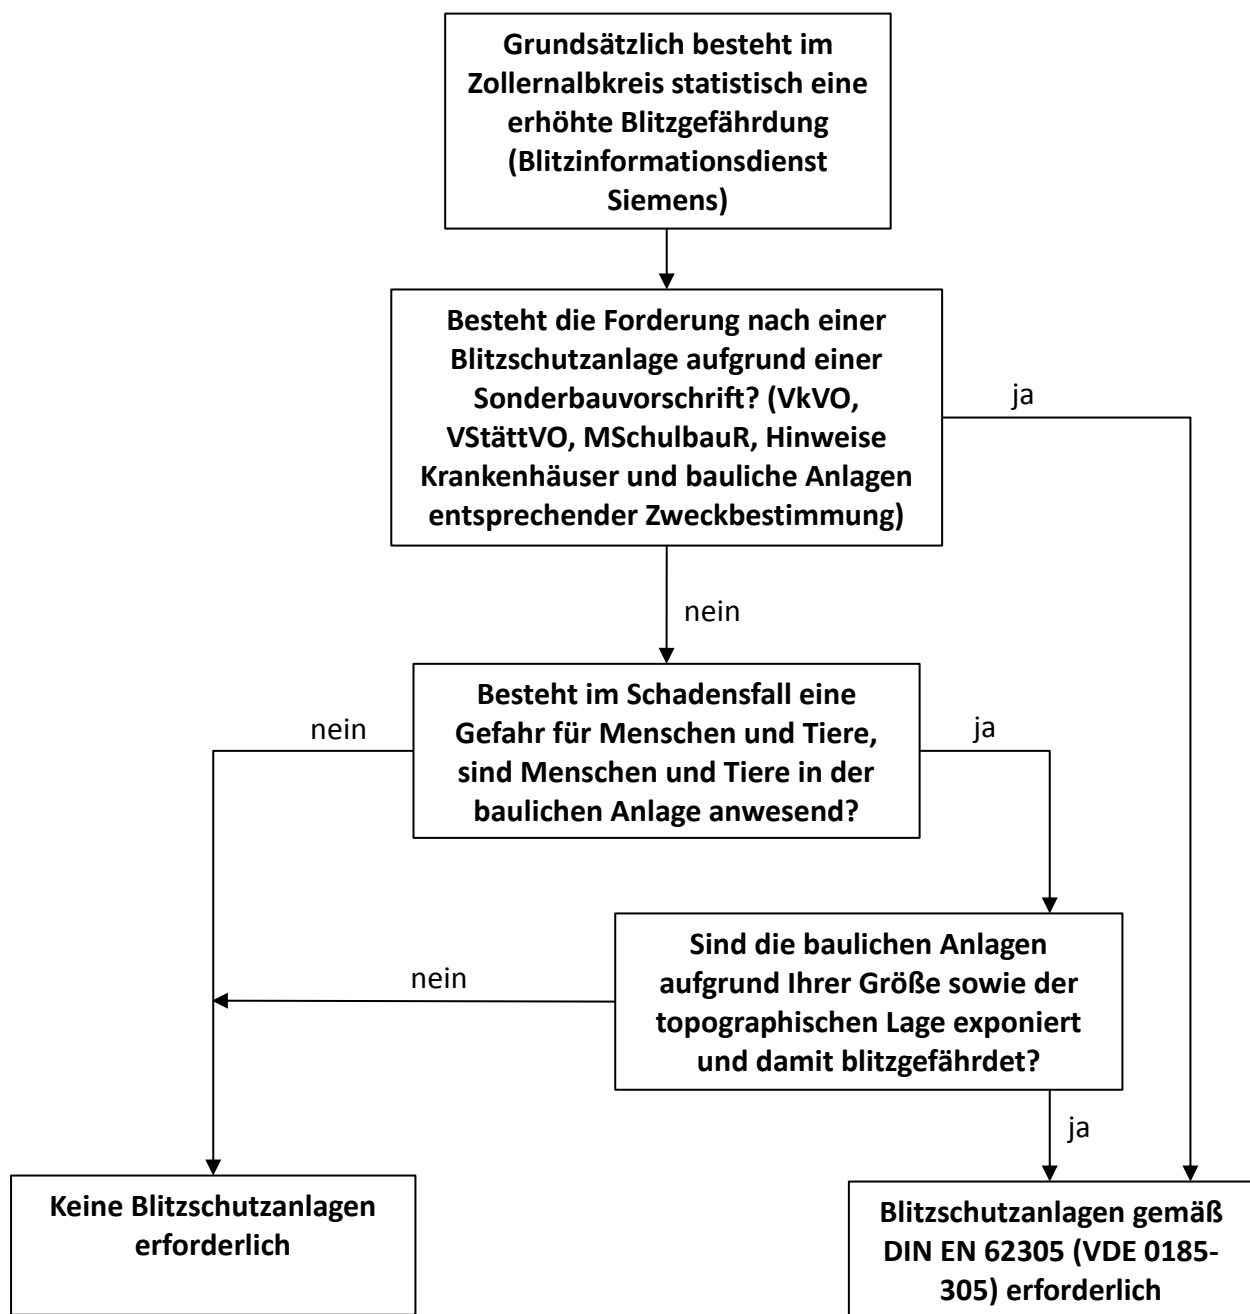 Grundsätzlich besteht im
Zollernalbkreis statistisch eine
erhöhte Blitzgefährdung
(Blitzinformationsdienst
Siemens)
Besteht die Forderung nach einer
Blitzschutzanlage aufgrund einer
Sonderbauvorschrift? (VkVO,
VStättVO, MSchulbauR, Hinweise
Krankenhäuser und bauliche Anlagen
entsprechender Zweckbestimmung)
ja
nein
Besteht im Schadensfall eine
Gefahr für Menschen und Tiere,
sind Menschen und Tiere in der
baulichen Anlage anwesend?
nein
ja
Sind die baulichen Anlagen
aufgrund Ihrer Größe sowie der
topographischen Lage exponiert
und damit blitzgefährdet?
nein
ja
Keine Blitzschutzanlagen
erforderlich
Blitzschutzanlagen gemäß
DIN EN 62305 (VDE 0185-
305) erforderlich